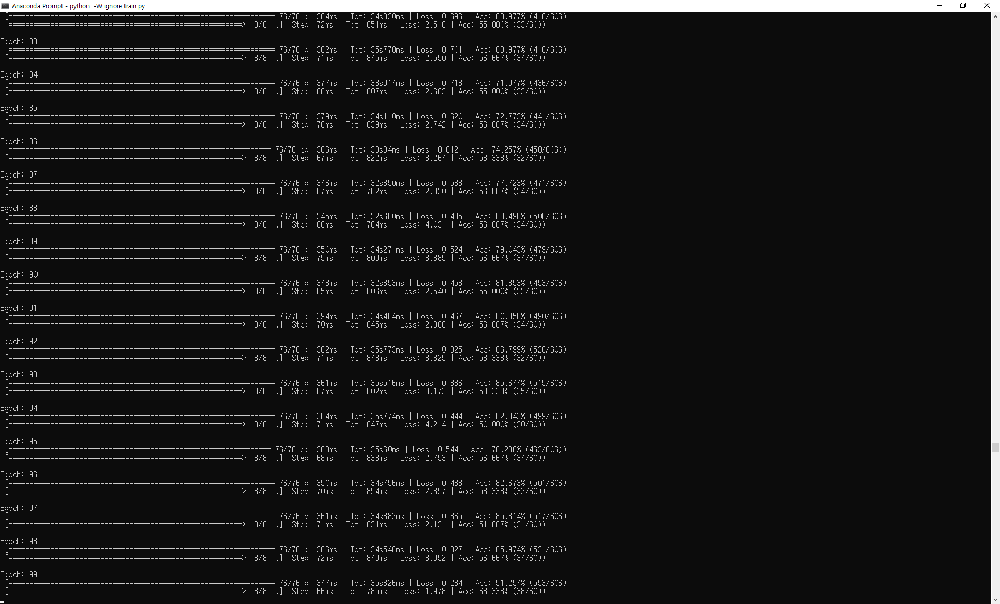 Anaconda Prompt - python  -W ignore train.py
[================================================================ 76/76 p: 384ms | Tot: 34s320ms | Loss: 0.696 | Acc: 68.977% (418/606)
[========================================================>. 8/8 ..]  Step: 72ms | Tot: 851ms | Loss: 2.518 | Acc: 55.000% (33/60))
Epoch: 83
[================================================================ 76/76 p: 382ms | Tot: 35s770ms | Loss: 0.701 | Acc: 68.977% (418/606)
[========================================================>. 8/8 ..]  Step: 71ms | Tot: 845ms | Loss: 2.550 | Acc: 56.667% (34/60))
Epoch: 84
[================================================================ 76/76 p: 377ms | Tot: 33s914ms | Loss: 0.718 | Acc: 71.947% (436/606)
[========================================================>. 8/8 ..]  Step: 68ms | Tot: 807ms | Loss: 2.663 | Acc: 55.000% (33/60))
Epoch: 85
[================================================================ 76/76 p: 379ms | Tot: 34s110ms | Loss: 0.620 | Acc: 72.772% (441/606)
[========================================================>. 8/8 ..]  Step: 76ms | Tot: 839ms | Loss: 2.742 | Acc: 56.667% (34/60))
Epoch: 86
[=============================================================== 76/76 ep: 386ms | Tot: 33s84ms | Loss: 0.612 | Acc: 74.257% (450/606))
[========================================================>. 8/8 ..]  Step: 67ms | Tot: 822ms | Loss: 3.264 | Acc: 53.333% (32/60))
Epoch: 87
[================================================================ 76/76 p: 346ms | Tot: 32s390ms | Loss: 0.533 | Acc: 77.723% (471/606)
[========================================================>. 8/8 ..]  Step: 67ms | Tot: 782ms | Loss: 2.820 | Acc: 56.667% (34/60))
Epoch: 88
[================================================================ 76/76 p: 345ms | Tot: 32s680ms | Loss: 0.435 | Acc: 83.498% (506/606)
[========================================================>. 8/8 ..]  Step: 66ms | Tot: 784ms | Loss: 4.031 | Acc: 56.667% (34/60))
Epoch: 89
[================================================================ 76/76 p: 350ms | Tot: 34s271ms | Loss: 0.524 | Acc: 79.043% (479/606)
[========================================================>. 8/8 ..]  Step: 75ms | Tot: 809ms | Loss: 3.389 | Acc: 56.667% (34/60))
Epoch: 90
[================================================================ 76/76 p: 348ms | Tot: 32s853ms | Loss: 0.458 | Acc: 81.353% (493/606)
[========================================================>. 8/8 ..]  Step: 65ms | Tot: 806ms | Loss: 2.540 | Acc: 55.000% (33/60))
Epoch: 91
[================================================================ 76/76 p: 394ms | Tot: 34s484ms | Loss: 0.467 | Acc: 80.858% (490/606)
[========================================================>. 8/8 ..]  Step: 70ms | Tot: 845ms | Loss: 2.888 | Acc: 56.667% (34/60))
Epoch: 92
[================================================================ 76/76 p: 382ms | Tot: 35s773ms | Loss: 0.325 | Acc: 86.799% (526/606)
[========================================================>. 8/8 ..]  Step: 71ms | Tot: 848ms | Loss: 3.829 | Acc: 53.333% (32/60))
Epoch: 93
[================================================================ 76/76 p: 361ms | Tot: 35s516ms | Loss: 0.386 | Acc: 85.644% (519/606)
[========================================================>. 8/8 ..]  Step: 67ms | Tot: 802ms | Loss: 3.172 | Acc: 58.333% (35/60))
Epoch: 94
[================================================================ 76/76 p: 384ms | Tot: 35s774ms | Loss: 0.444 | Acc: 82.343% (499/606)
[========================================================>. 8/8 ..]  Step: 71ms | Tot: 847ms | Loss: 4.214 | Acc: 50.000% (30/60))
Epoch: 95
[=============================================================== 76/76 ep: 383ms | Tot: 35s60ms | Loss: 0.544 | Acc: 76.238% (462/606))
[========================================================>. 8/8 ..]  Step: 68ms | Tot: 838ms | Loss: 2.793 | Acc: 56.667% (34/60))
Epoch: 96
[================================================================ 76/76 p: 390ms | Tot: 34s756ms | Loss: 0.433 | Acc: 82.673% (501/606)
[========================================================>. 8/8 ..]  Step: 70ms | Tot: 854ms | Loss: 2.357 | Acc: 53.333% (32/60))
Epoch: 97
[================================================================ 76/76 p: 361ms | Tot: 34s882ms | Loss: 0.365 | Acc: 85.314% (517/606)
[========================================================>. 8/8 ..]  Step: 71ms | Tot: 821ms | Loss: 2.121 | Acc: 51.667% (31/60))
Epoch: 98
[================================================================ 76/76 p: 386ms | Tot: 34s546ms | Loss: 0.327 | Acc: 85.974% (521/606)
[========================================================>. 8/8 ..]  Step: 72ms | Tot: 849ms | Loss: 3.992 | Acc: 56.667% (34/60))
Epoch: 99
[================================================================ 76/76 p: 347ms | Tot: 35s326ms | Loss: 0.234 | Acc: 91.254% (553/606)
[========================================================>. 8/8 ..]  Step: 66ms | Tot: 785ms | Loss: 1.978 | Acc: 63.333% (38/60))